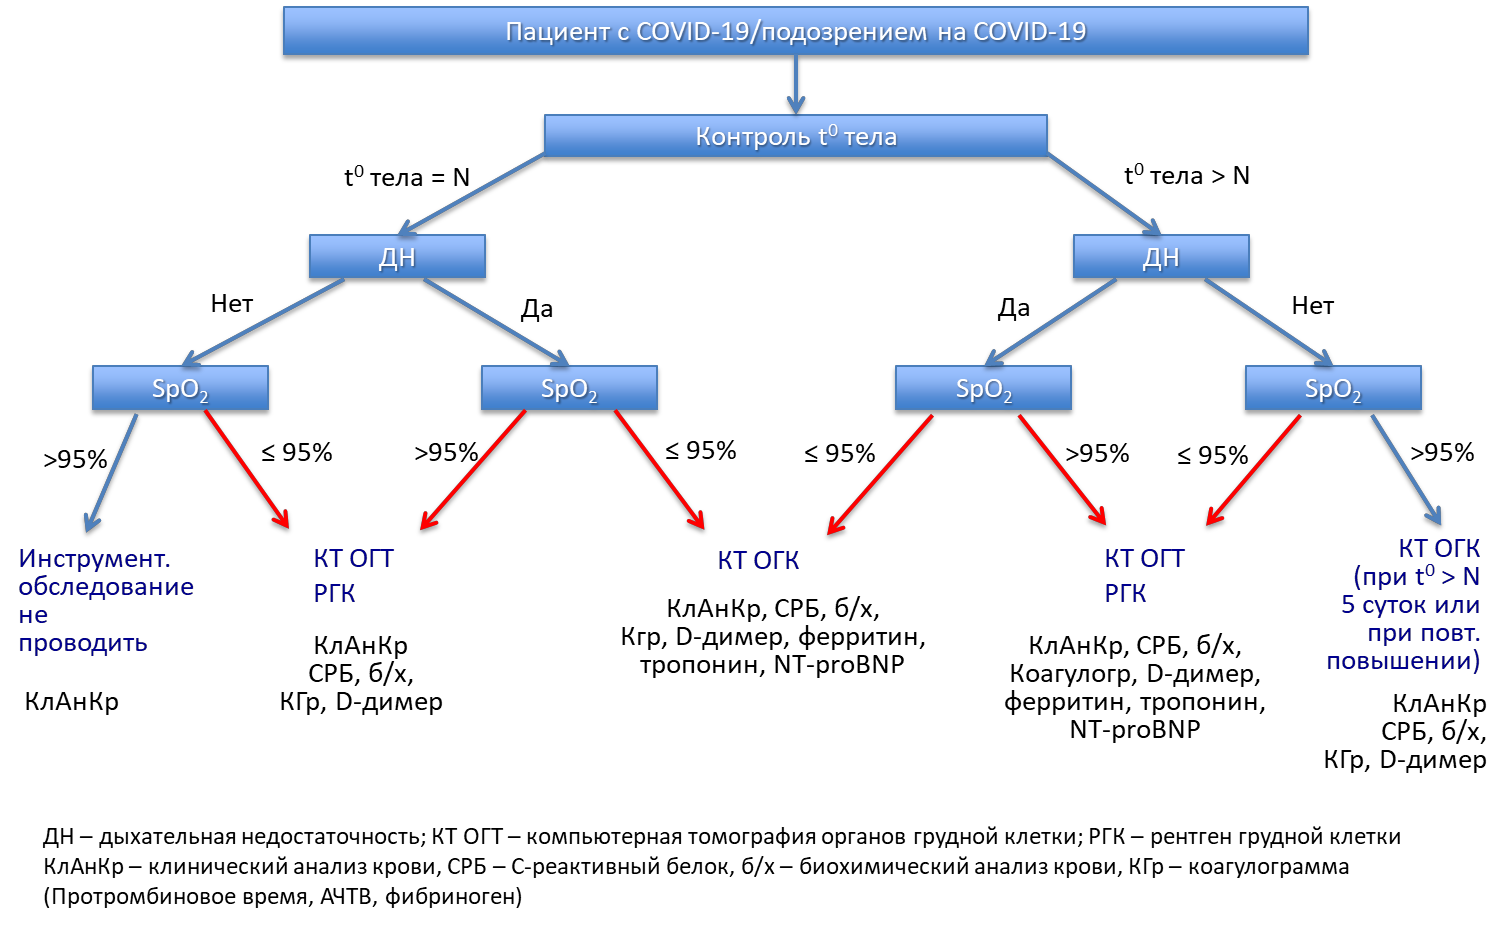 Пациент с COVID-19/подозрением на COVID-19
Контроль t⁰ тела
t⁰ тела = N
t⁰ тела > N
ДН
ДН
Нет
Да
Да
Нет
SpO₂
SpO₂
SpO₂
SpO₂
>95%
≤ 95%
>95%
≤ 95%
≤ 95%
>95%
≤ 95%
>95%
Инструмент.
обследование
не
проводить
КлАнКр
КТ ОГТ
РГК
КлАнКр
СРБ, б/х,
КГр, D-димер
КТ ОГК
КлАнКр, СРБ, б/х,
Кгр, D-димер, ферритин,
тропонин, NT-proBNP
КТ ОГТ
РГК
КлАнКр, СРБ, б/х,
Коагулогр, D-димер,
ферритин, тропонин,
NT-proBNP
КТ ОГК
(при t⁰ > N
5 суток или
при повт.
повышении)
КлАнКр
СРБ, б/х,
КГр, D-димер
ДН – дыхательная недостаточность; КТ ОГТ – компьютерная томография органов грудной клетки; РГК – рентген грудной клетки
КлАнКр – клинический анализ крови, СРБ – С-реактивный белок, б/х – биохимический анализ крови, КГр – коагулограмма
(Протромбиновое время, АЧТВ, фибриноген)